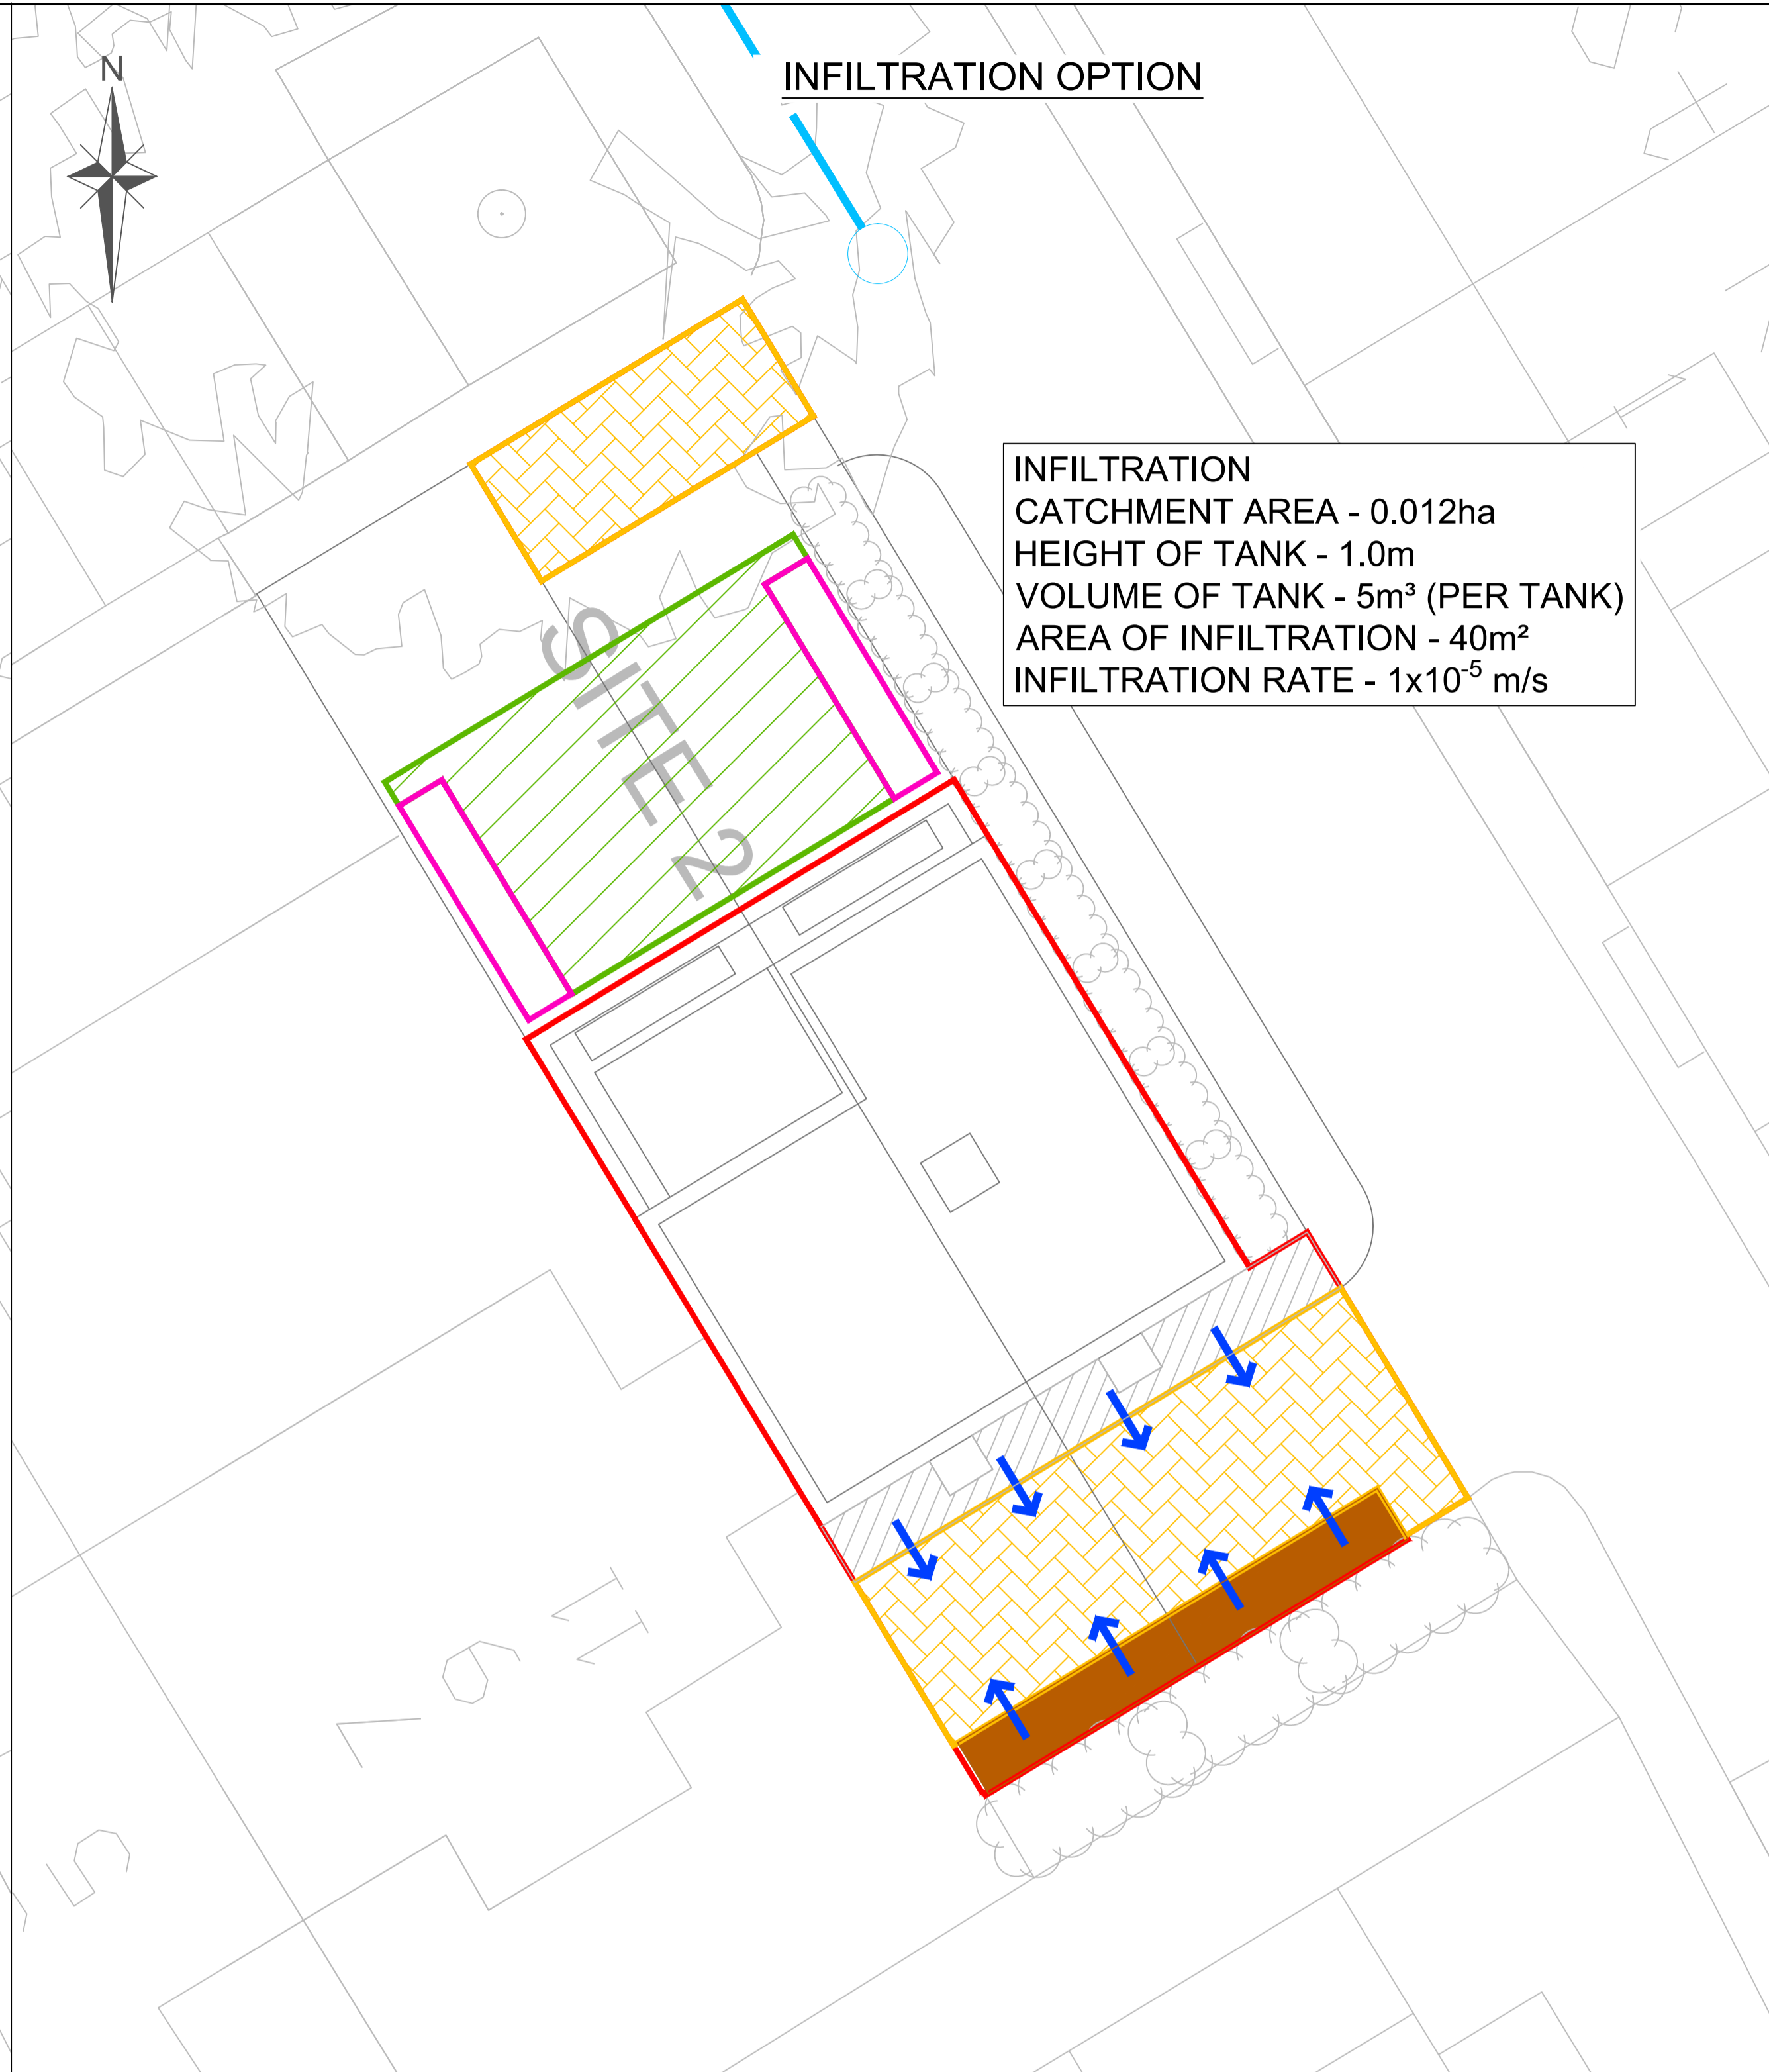 N
INFILTRATION OPTION
INFILTRATION
CATCHMENT AREA - 0.012ha
HEIGHT OF TANK - 1.0m
VOLUME OF TANK - 5m³ (PER TANK)
AREA OF INFILTRATION - 40m²
INFILTRATION RATE - 1x10⁻⁵ m/s
SITE 2